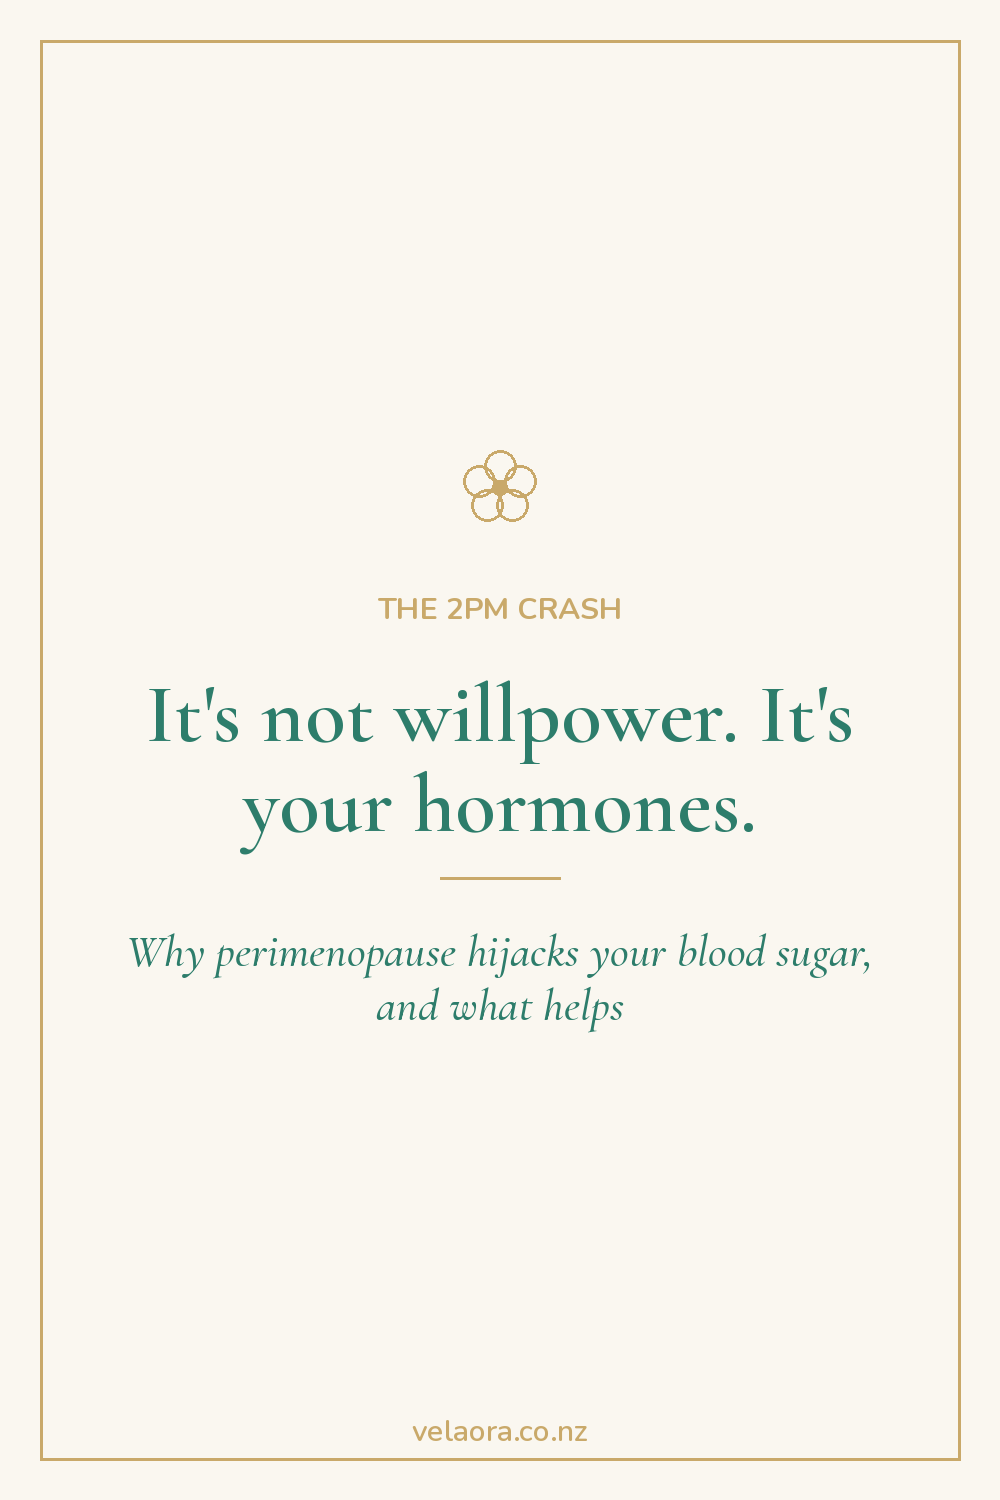 THE 2PM CRASH
It's not willpower. It's
your hormones.
Why perimenopause hijacks your blood sugar,
and what helps
velaora.co.nz